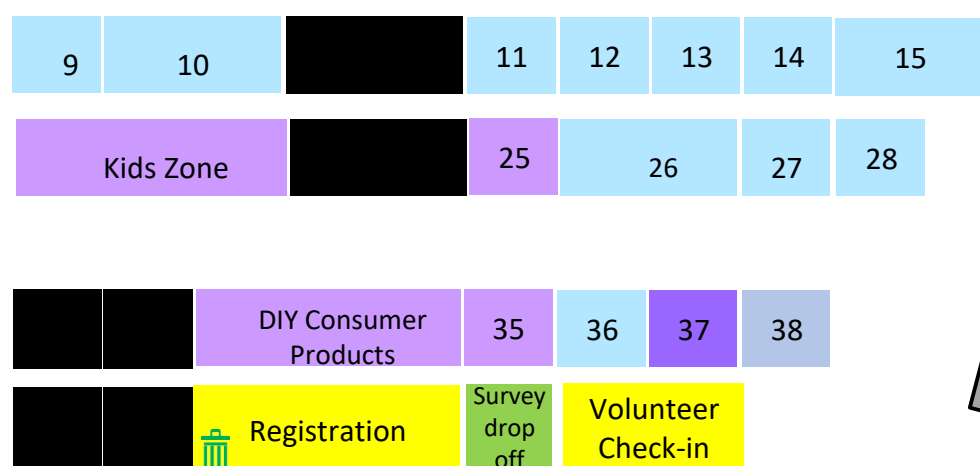 9 10 11 12 13 14 15
Kids Zone 25 26 27 28
DIY Consumer
Products
35 36 37 38
Registration
Survey
drop
off
Volunteer
Check-in